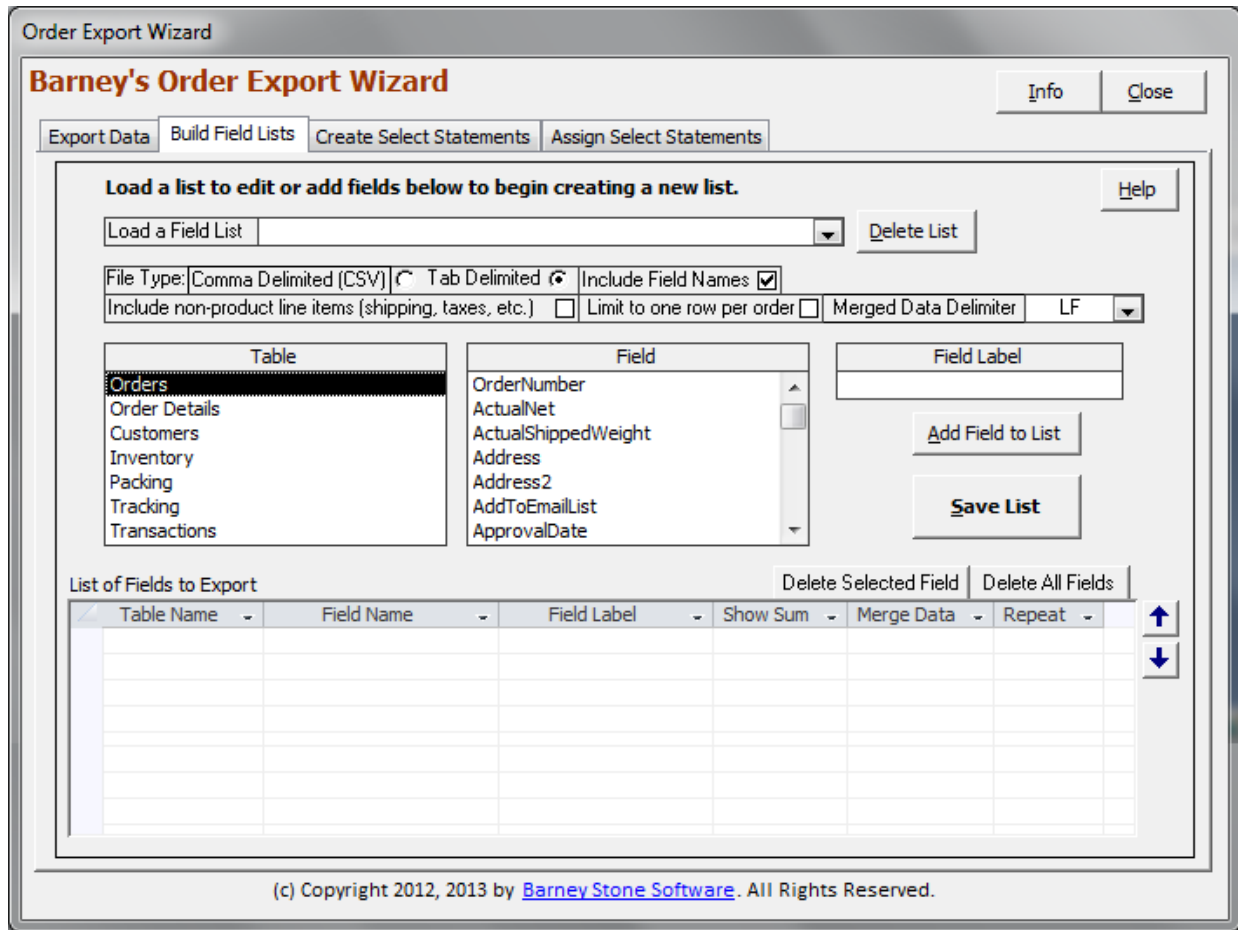 Order Export Wizard
Barney's Order Export Wizard
Info
Close
Export Data
Build Field Lists
Create Select Statements
Assign Select Statements
Load a list to edit or add fields below to begin creating a new list.
Help
Load a Field List
Delete List
File Type: Comma Delimited (CSV) Tab Delimited Include Field Names
Include non-product line items (shipping, taxes, etc.) Limit to one row per order Merged Data Delimiter LF
Table
Orders
Order Details
Customers
Inventory
Packing
Tracking
Transactions
Field
OrderNumber
ActualNet
ActualShippedWeight
Address
Address2
AddToEmailList
ApprovalDate
Field Label
Add Field to List
Save List
List of Fields to Export
Delete Selected Field
Delete All Fields
Table Name Field Name Field Label Show Sum Merge Data Repeat
(c) Copyright 2012, 2013 by Barney Stone Software. All Rights Reserved.